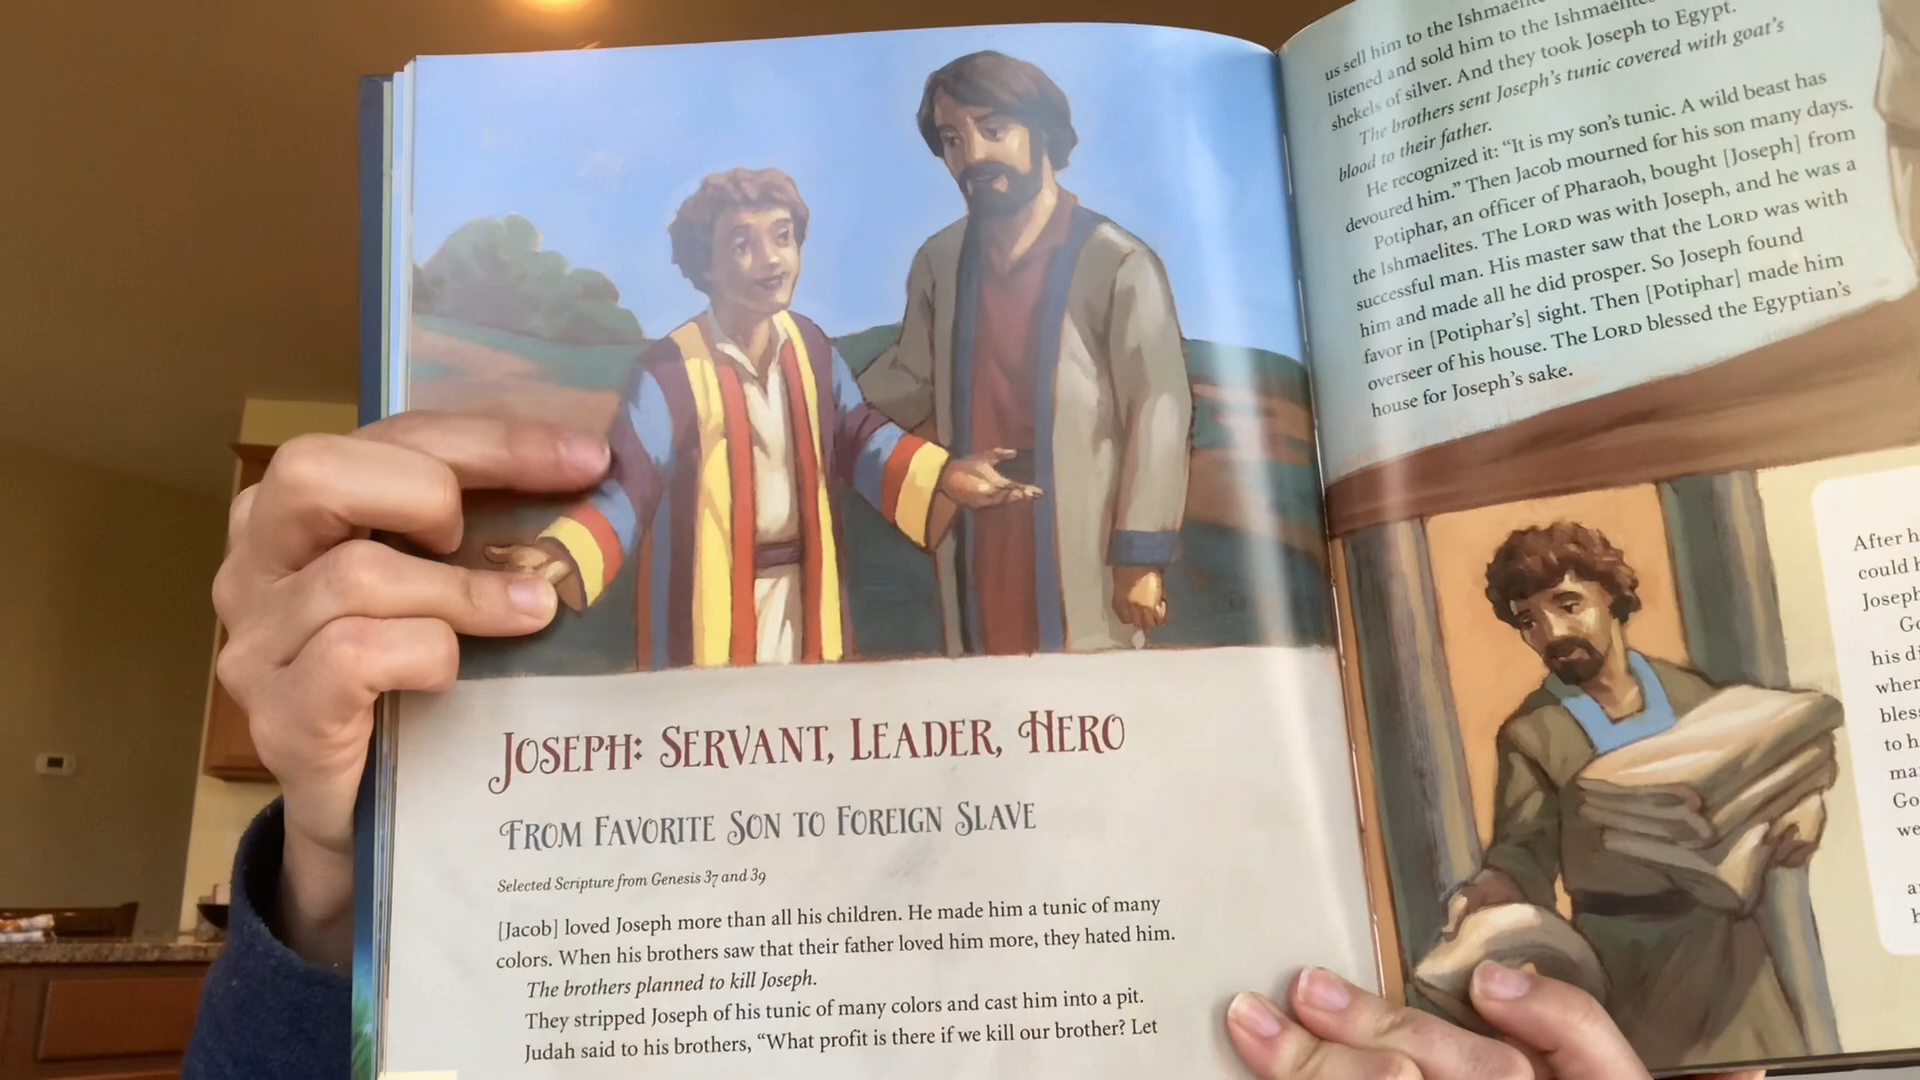 JOSEPH: SERVANT, LEADER, HERO
FROM FAVORITE SON TO FOREIGN SLAVE
Selected Scripture from Genesis 37 and 39
[Jacob] loved Joseph more than all his children. He made him a tunic of many
colors. When his brothers saw that their father loved him more, they hated him.
The brothers planned to kill Joseph.
They stripped Joseph of his tunic of many colors and cast him into a pit.
Judah said to his brothers, “What profit is there if we kill our brother? Let
us sell him to the
listened and sold him to the
shekels of silver. And they took Joseph to Egypt.
The brothers sent Joseph’s tunic covered with goat’s
blood to their father.
He recognized it: “It is my son’s tunic. A wild beast has
devoured him.” Then Jacob mourned for his son many days.
Potiphar, an officer of Pharaoh, bought [Joseph] from
the Ishmaelites. The LORD was with Joseph, and he was a
successful man. His master saw that the LORD was with
him and made all he did prosper. So Joseph found
favor in [Potiphar’s] sight. Then [Potiphar] made him
overseer of his house. The LORD blessed the Egyptian’s
house for Joseph’s sake.
After
could
Joseph
his
to
we